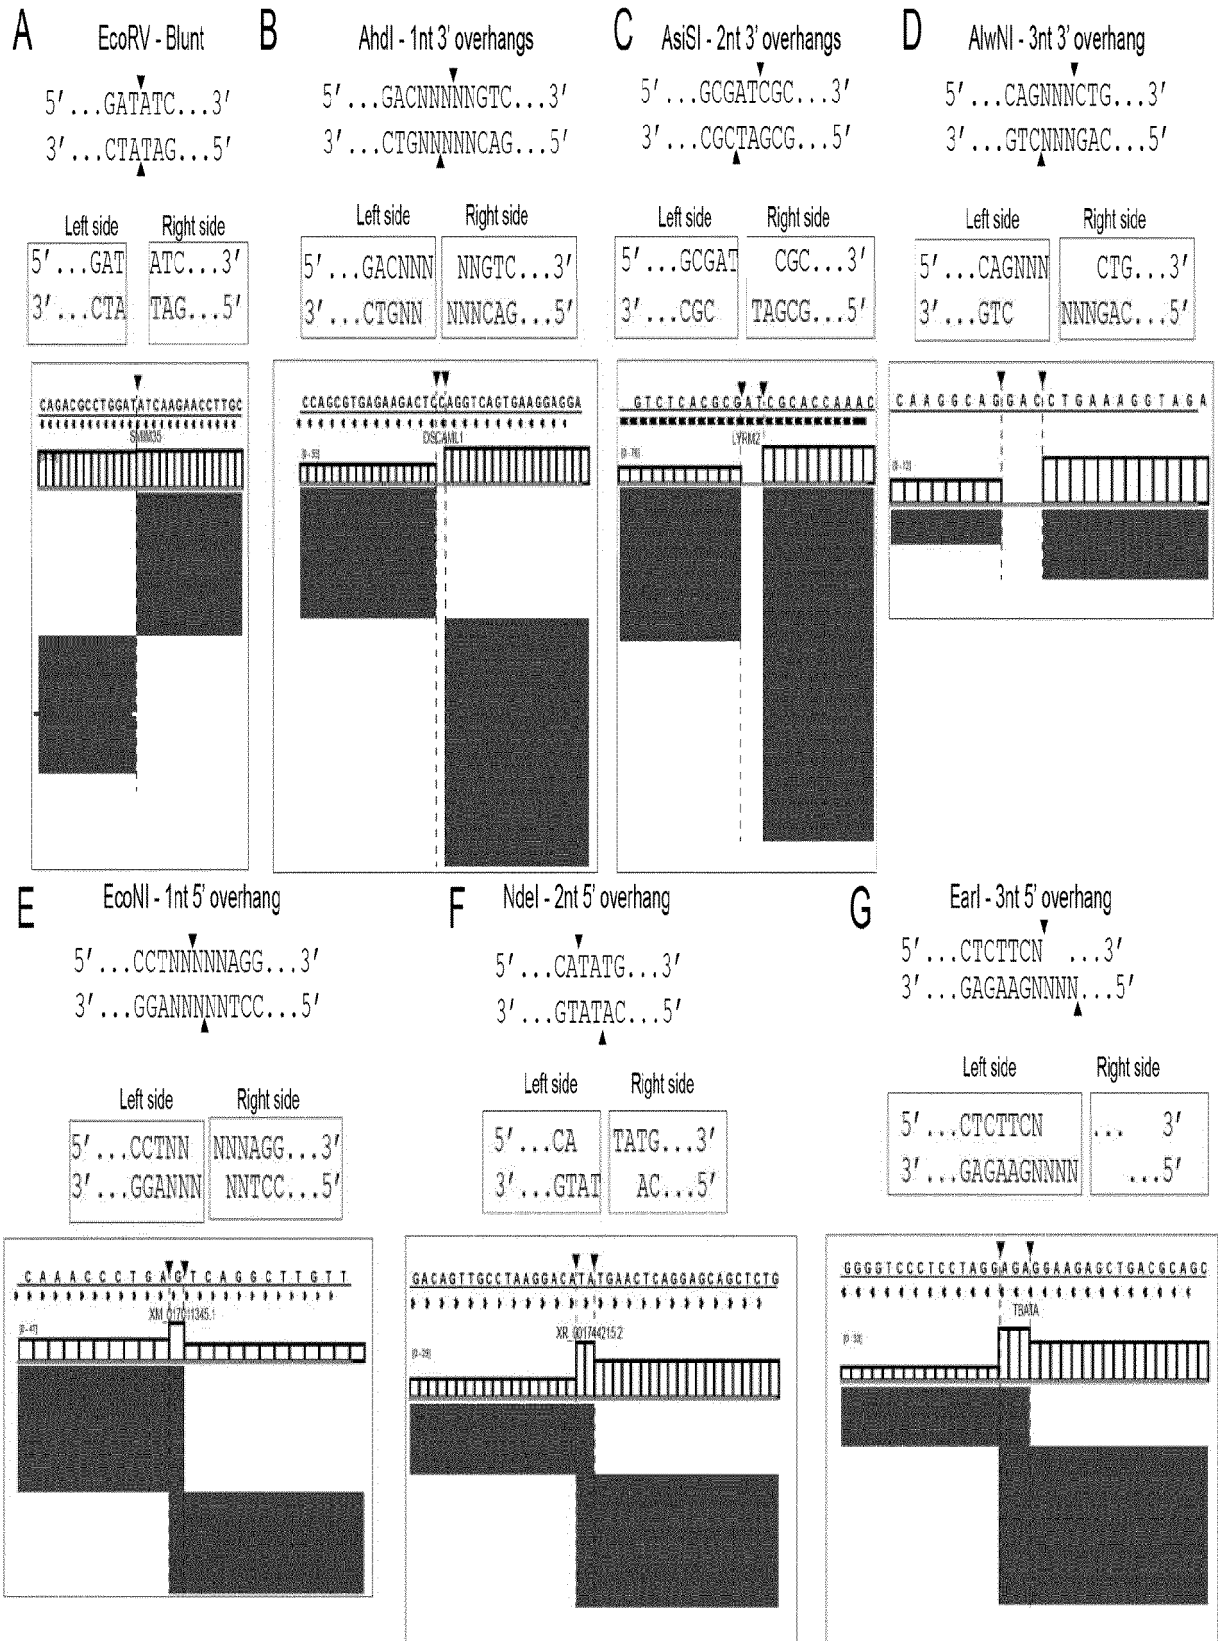 A EcoRV - Blunt
5'...GATATC...3'
3'...CTATAG...5'
Left side Right side
5'...GAT ATC...3'
3'...CTA TAG...5'
CAGACGCCTGGATATCAAGAACCTTGC
SMIM35
B AhdI - 1nt 3' overhangs
5'...GACNNNNNGTC...3'
3'...CTGNNNNNCAG...5'
Left side Right side
5'...GACNNN NNGTC...3'
3'...CTGNN NNNCAG...5'
CCAGCGTGAGAAGACTCCAGGTCAGTGAAGGAGGA
DSCAML1
C AsiSI - 2nt 3' overhangs
5'...GCGATCGC...3'
3'...CGCTAGCG...5'
Left side Right side
5'...GCGAT CGC...3'
3'...CGC TAGCG...5'
GTCTCACGCGATCGCACCAAAC
LYRM2
D AlwNI - 3nt 3' overhang
5'...CAGNNNCTG...3'
3'...GTCNNNGAC...5'
Left side Right side
5'...CAGNNN CTG...3'
3'...GTC NNNGAC...5'
CAAGGCAGGACCTGAAAGGTAGA
E EcoNI - 1nt 5' overhang
5'...CCTNNNNNAGG...3'
3'...GGANNNNNTCC...5'
Left side Right side
5'...CCTNN NNNAGG...3'
3'...GGANNN NNTCC...5'
CAAACCCTGAGTCAGGCTTGTT
XM_017011345.1
F NdeI - 2nt 5' overhang
5'...CATATG...3'
3'...GTATAC...5'
Left side Right side
5'...CA TATG...3'
3'...GTAT AC...5'
GACAGTTGCCTAAGGACATATGAACTCAGGAGCAGCTCTG
XR_001744215.2
G EarI - 3nt 5' overhang
5'...CTCTTCN ...3'
3'...GAGAAGNNNN...5'
Left side Right side
5'...CTCTTCN ... 3'
3'...GAGAAGNNNN ...5'
GGGGTCCCTCCTAGGAGAGGAAGAGCTGACGCAGC
TBATA